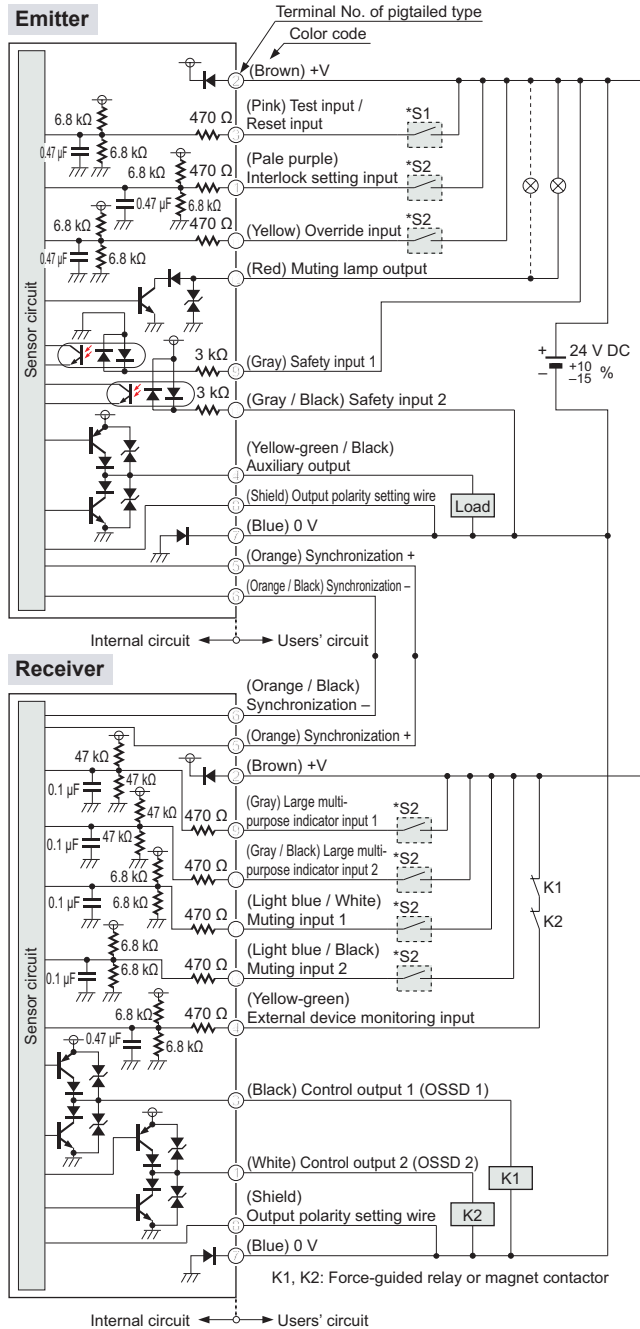 Emitter
Terminal No. of pigtailed type
Color code
2 (Brown) +V
(Pink) Test input /
Reset input
*S1
6.8 kΩ
470 Ω
0.47 µF
6.8 kΩ
(Pale purple)
Interlock setting input
*S2
6.8 kΩ
470 Ω
1
0.47 µF
6.8 kΩ
470 Ω
(Yellow) Override input
*S2
0.47 µF
6.8 kΩ
(Red) Muting lamp output
Sensor circuit
3 kΩ
(Gray) Safety input 1
3 kΩ
(Gray / Black) Safety input 2
+
–
24 V DC
+10
–15 %
(Yellow-green / Black)
Auxiliary output
4
(Shield) Output polarity setting wire
Load
7
(Blue) 0 V
5
(Orange) Synchronization +
6
(Orange / Black) Synchronization –
Internal circuit
Users' circuit
Receiver
(Orange / Black)
Synchronization –
6
(Orange) Synchronization +
5
(Brown) +V
2
47 kΩ
47 kΩ
0.1 µF
470 Ω
(Gray) Large multi-
purpose indicator input 1
*S2
47 kΩ
47 kΩ
0.1 µF
470 Ω
(Gray / Black) Large multi-
purpose indicator input 2
*S2
6.8 kΩ
6.8 kΩ
0.1 µF
470 Ω
(Light blue / White)
Muting input 1
*S2
K1
K2
6.8 kΩ
6.8 kΩ
0.1 µF
470 Ω
(Light blue / Black)
Muting input 2
*S2
6.8 kΩ
470 Ω
4
(Yellow-green)
External device monitoring input
0.47 µF
6.8 kΩ
Sensor circuit
(Black) Control output 1 (OSSD 1)
1
(White) Control output 2 (OSSD 2)
K1
K2
(Shield)
Output polarity setting wire
7
(Blue) 0 V
K1, K2: Force-guided relay or magnet contactor
Internal circuit
Users' circuit